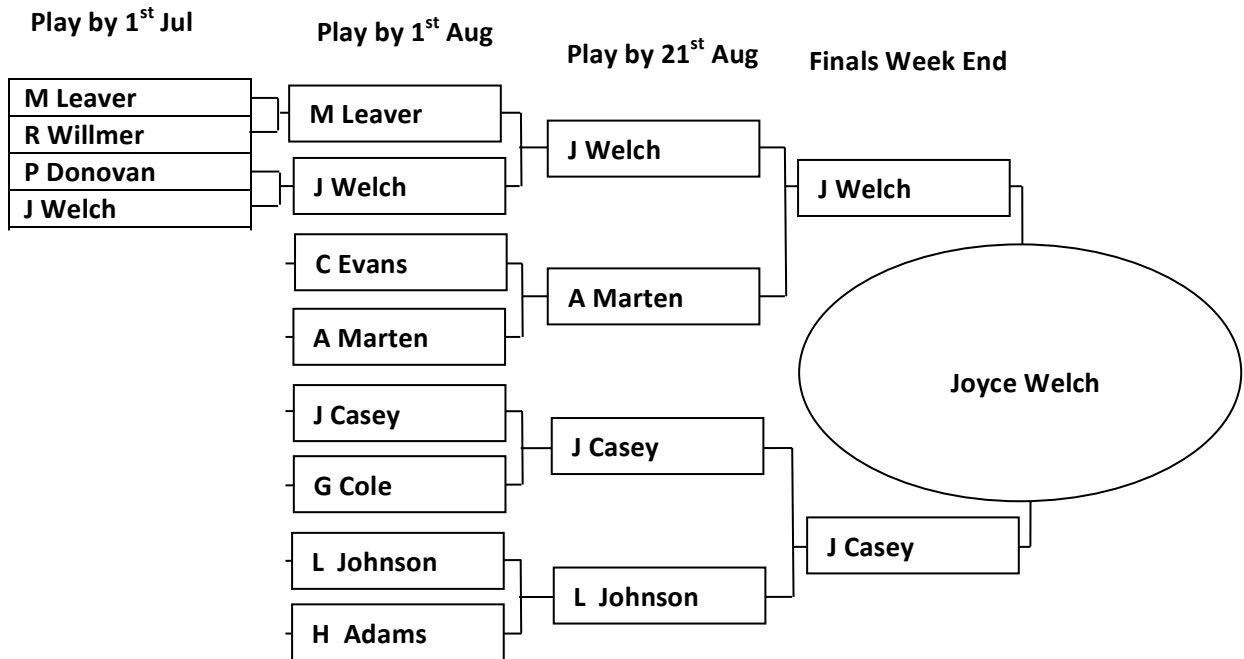 Play by 1st Jul
Play by 1st Aug
Play by 21st Aug
Finals Week End
M Leaver
R Willmer
P Donovan
J Welch
M Leaver
J Welch
C Evans
A Marten
J Casey
G Cole
L Johnson
H Adams
J Welch
A Marten
J Casey
L Johnson
J Welch
J Casey
Joyce Welch